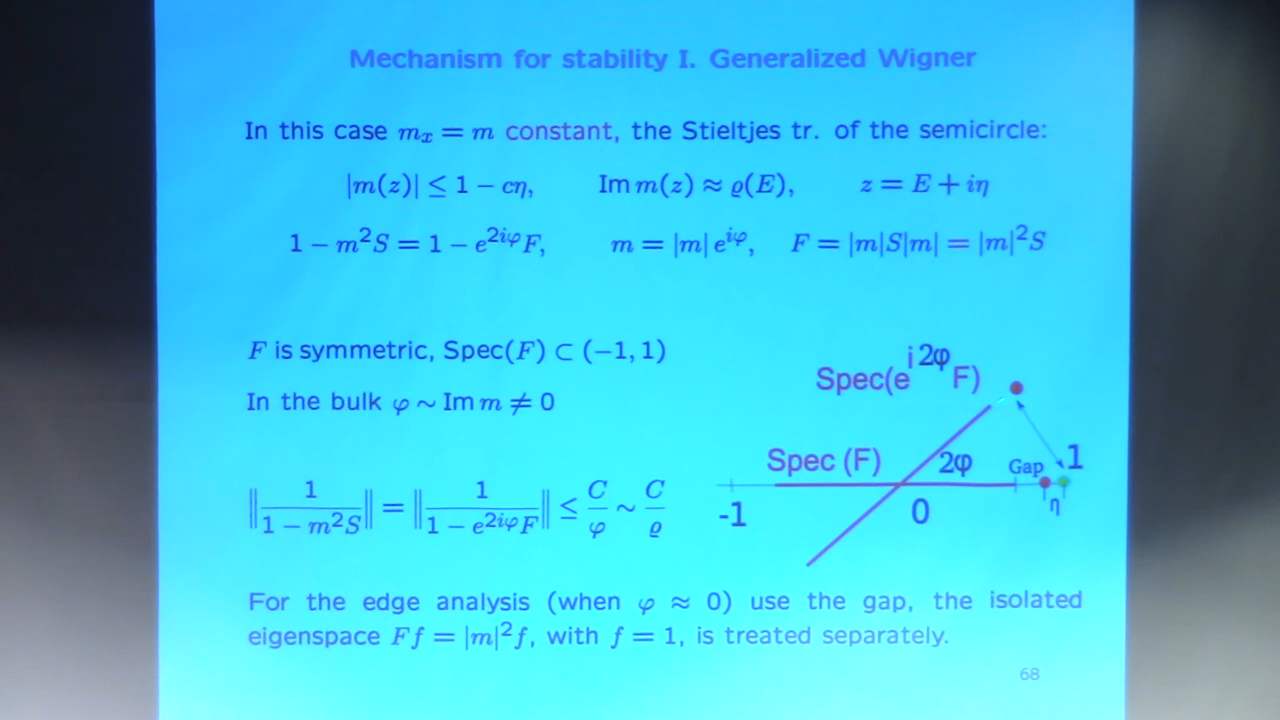 Mechanism for stability I. Generalized Wigner
In this case mₓ = m constant, the Stieltjes tr. of the semicircle:
|m(z)| ≤ 1 − cη, Im m(z) ≈ ϱ(E), z = E + iη
1 − m²S = 1 − e^{2iφ}F, m = |m| e^{iφ}, F = |m|S|m| = |m|²S
F is symmetric, Spec(F) ⊂ (−1, 1)
In the bulk φ ∼ Im m ≠ 0
‖ 1/(1 − m²S) ‖ = ‖ 1/(1 − e^{2iφ}F) ‖ ≤ C/φ ∼ C/ϱ
Spec(e^{i 2φ} F)
Spec (F)
2φ
Gap
1
-1
0
η
For the edge analysis (when φ ≈ 0) use the gap, the isolated
eigenspace Ff = |m|²f, with f = 1, is treated separately.
68